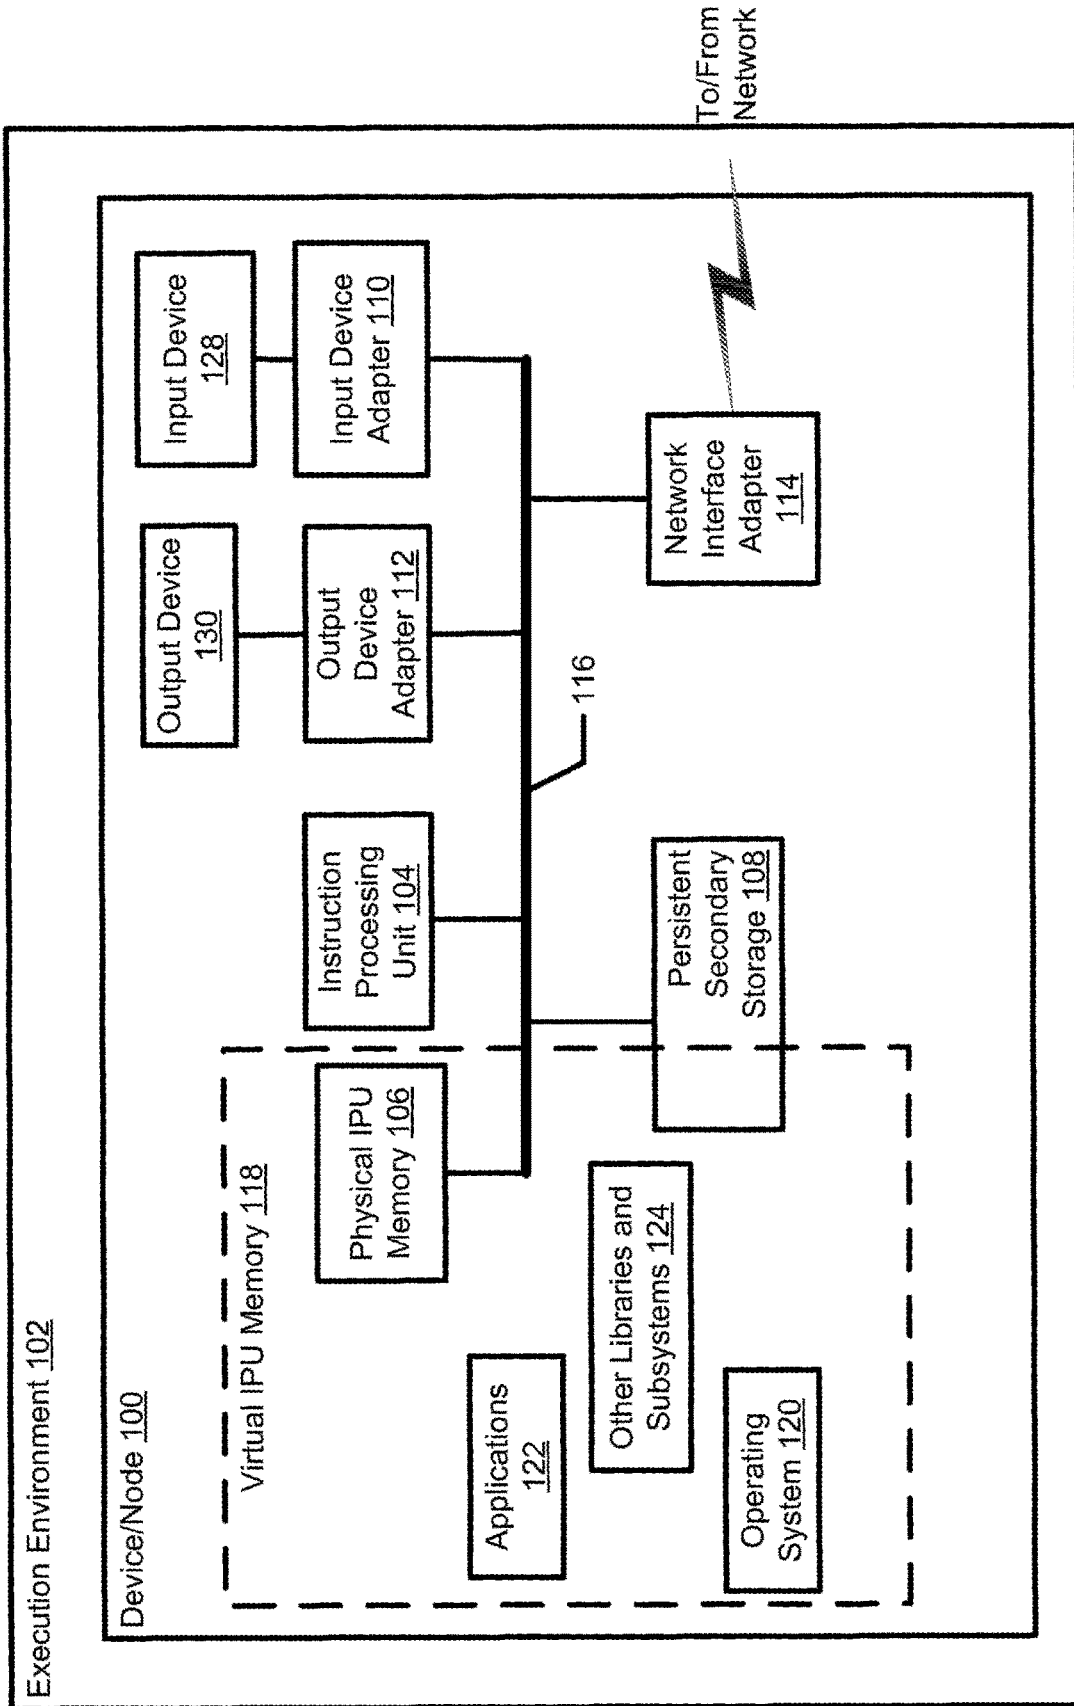 Execution Environment 102
Device/Node 100
Virtual IPU Memory 118
Physical IPU
Memory 106
Instruction
Processing
Unit 104
Output Device
130
Output
Device
Adapter 112
Input Device
128
Input Device
Adapter 110
Applications
122
Other Libraries and
Subsystems 124
Operating
System 120
Persistent
Secondary
Storage 108
116
Network
Interface
Adapter
114
To/From
Network